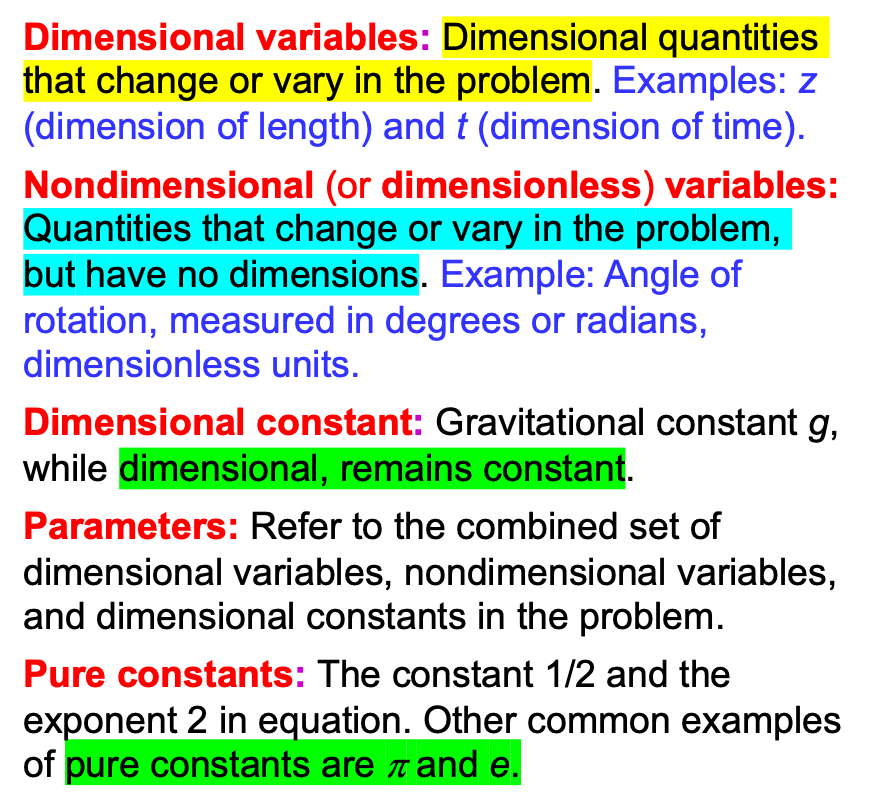 Dimensional variables: Dimensional quantities
that change or vary in the problem. Examples: z
(dimension of length) and t (dimension of time).
Nondimensional (or dimensionless) variables:
Quantities that change or vary in the problem,
but have no dimensions. Example: Angle of
rotation, measured in degrees or radians,
dimensionless units.
Dimensional constant: Gravitational constant g,
while dimensional, remains constant.
Parameters: Refer to the combined set of
dimensional variables, nondimensional variables,
and dimensional constants in the problem.
Pure constants: The constant 1/2 and the
exponent 2 in equation. Other common examples
of pure constants are π and e.